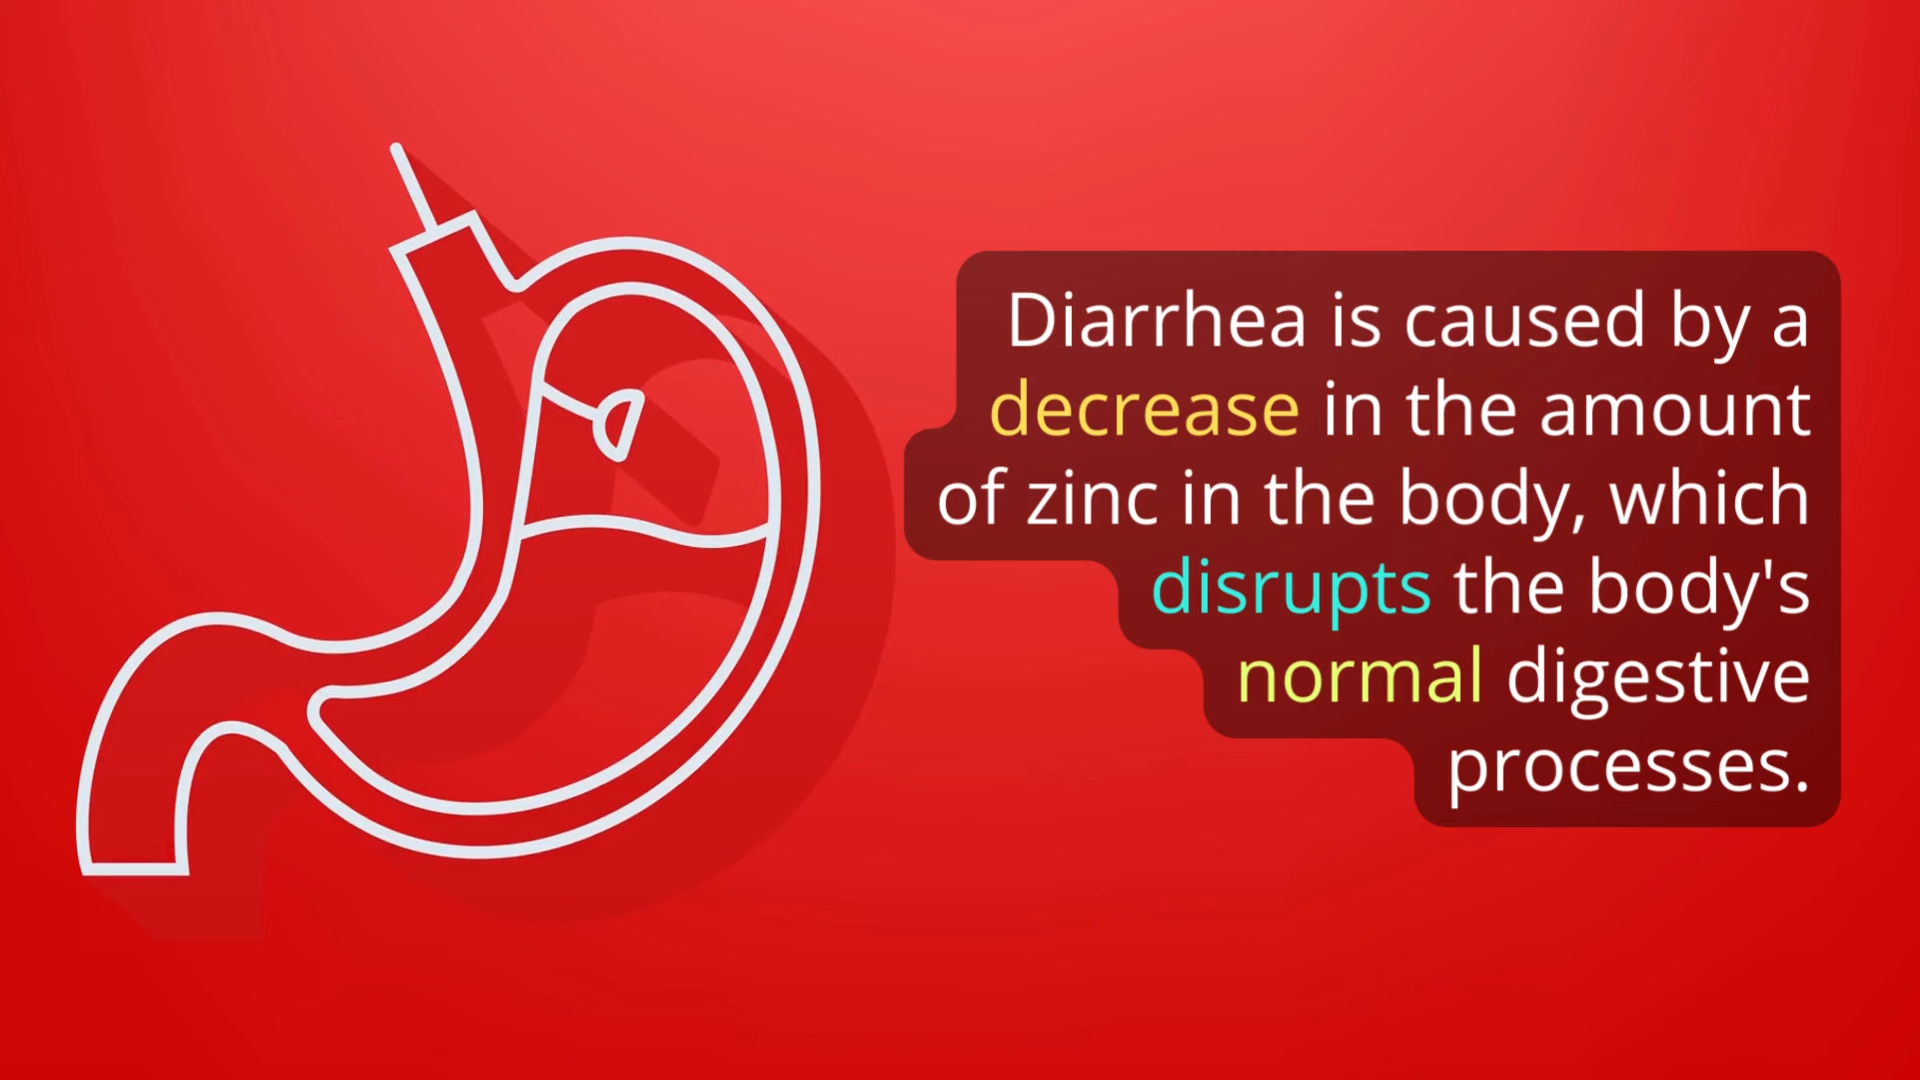 Diarrhea is caused by a
decrease in the amount
of zinc in the body, which
disrupts the body's
normal digestive
processes.